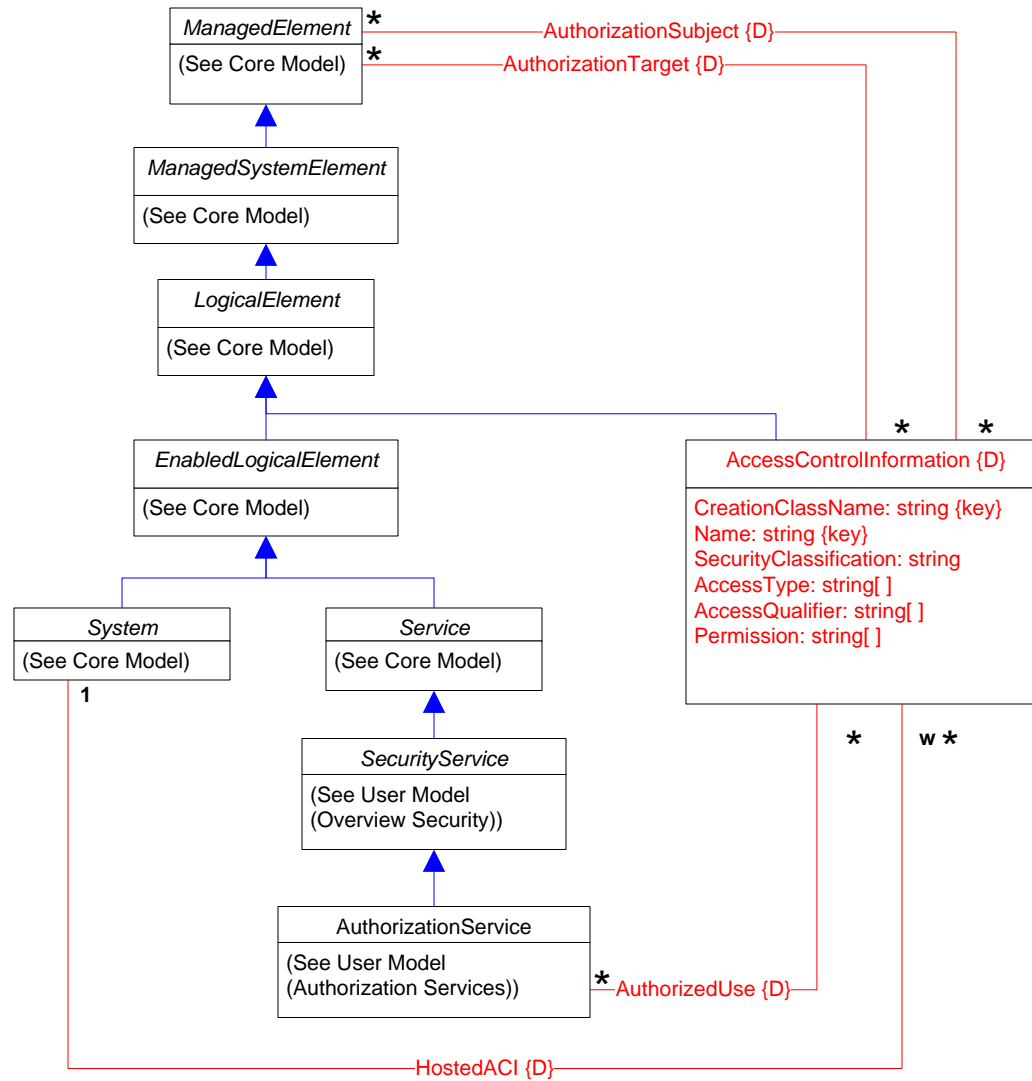 ManagedElement
*
AuthorizationSubject {D}
(See Core Model)
*
AuthorizationTarget {D}
ManagedSystemElement
(See Core Model)
LogicalElement
(See Core Model)
* *
EnabledLogicalElement
(See Core Model)
AccessControlInformation {D}
CreationClassName: string {key}
Name: string {key}
SecurityClassification: string
AccessType: string[ ]
AccessQualifier: string[ ]
Permission: string[ ]
System
(See Core Model)
1
Service
(See Core Model)
* w *
SecurityService
(See User Model
(Overview Security))
AuthorizationService
(See User Model
(Authorization Services))
*
AuthorizedUse {D}
HostedACI {D}